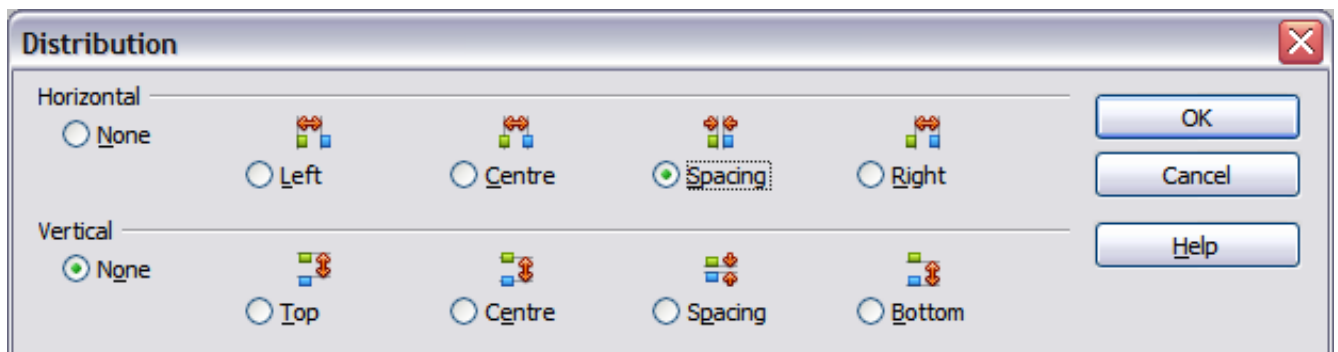 Distribution
Horizontal
None
Left Centre Spacing Right
OK
Cancel
Vertical
None
Top Centre Spacing Bottom
Help